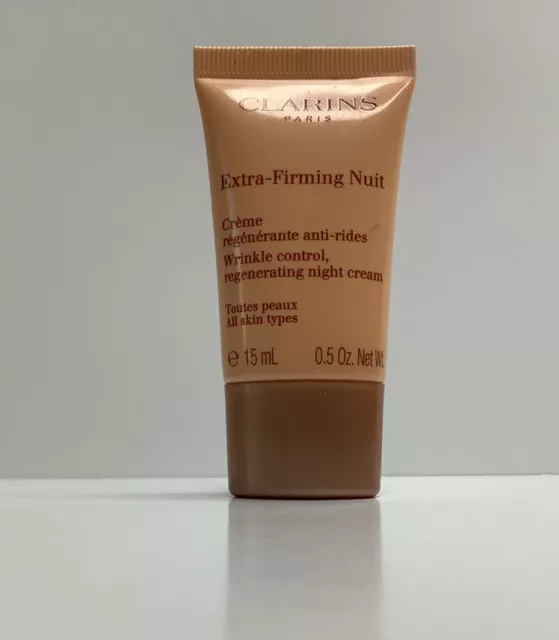 CLARINS
PARIS
Extra-Firming Nuit
Crème
régénérante anti-rides
Wrinkle control,
regenerating night cream
Toutes peaux
All skin types
℮ 15 mL 0.5 Oz. Net Wt.